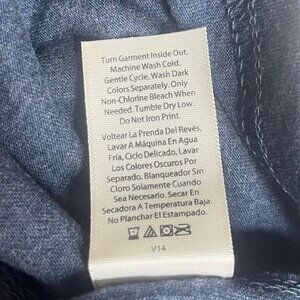 Turn Garment Inside Out,
Machine Wash Cold,
Gentle Cycle, Wash Dark
Colors Separately, Only
Non-Chlorine Bleach When
Needed. Tumble Dry Low.
Do Not Iron Print.
Voltear La Prenda Del Revés,
Lavar A Máquina En Agua
Fría, Ciclo Delicado, Lavar
Los Colores Oscuros Por
Separado, Blanqueador Sin
Cloro Solamente Cuando
Sea Necesario. Secar En
Secadora A Temperatura Baja.
No Planchar El Estampado.
V14